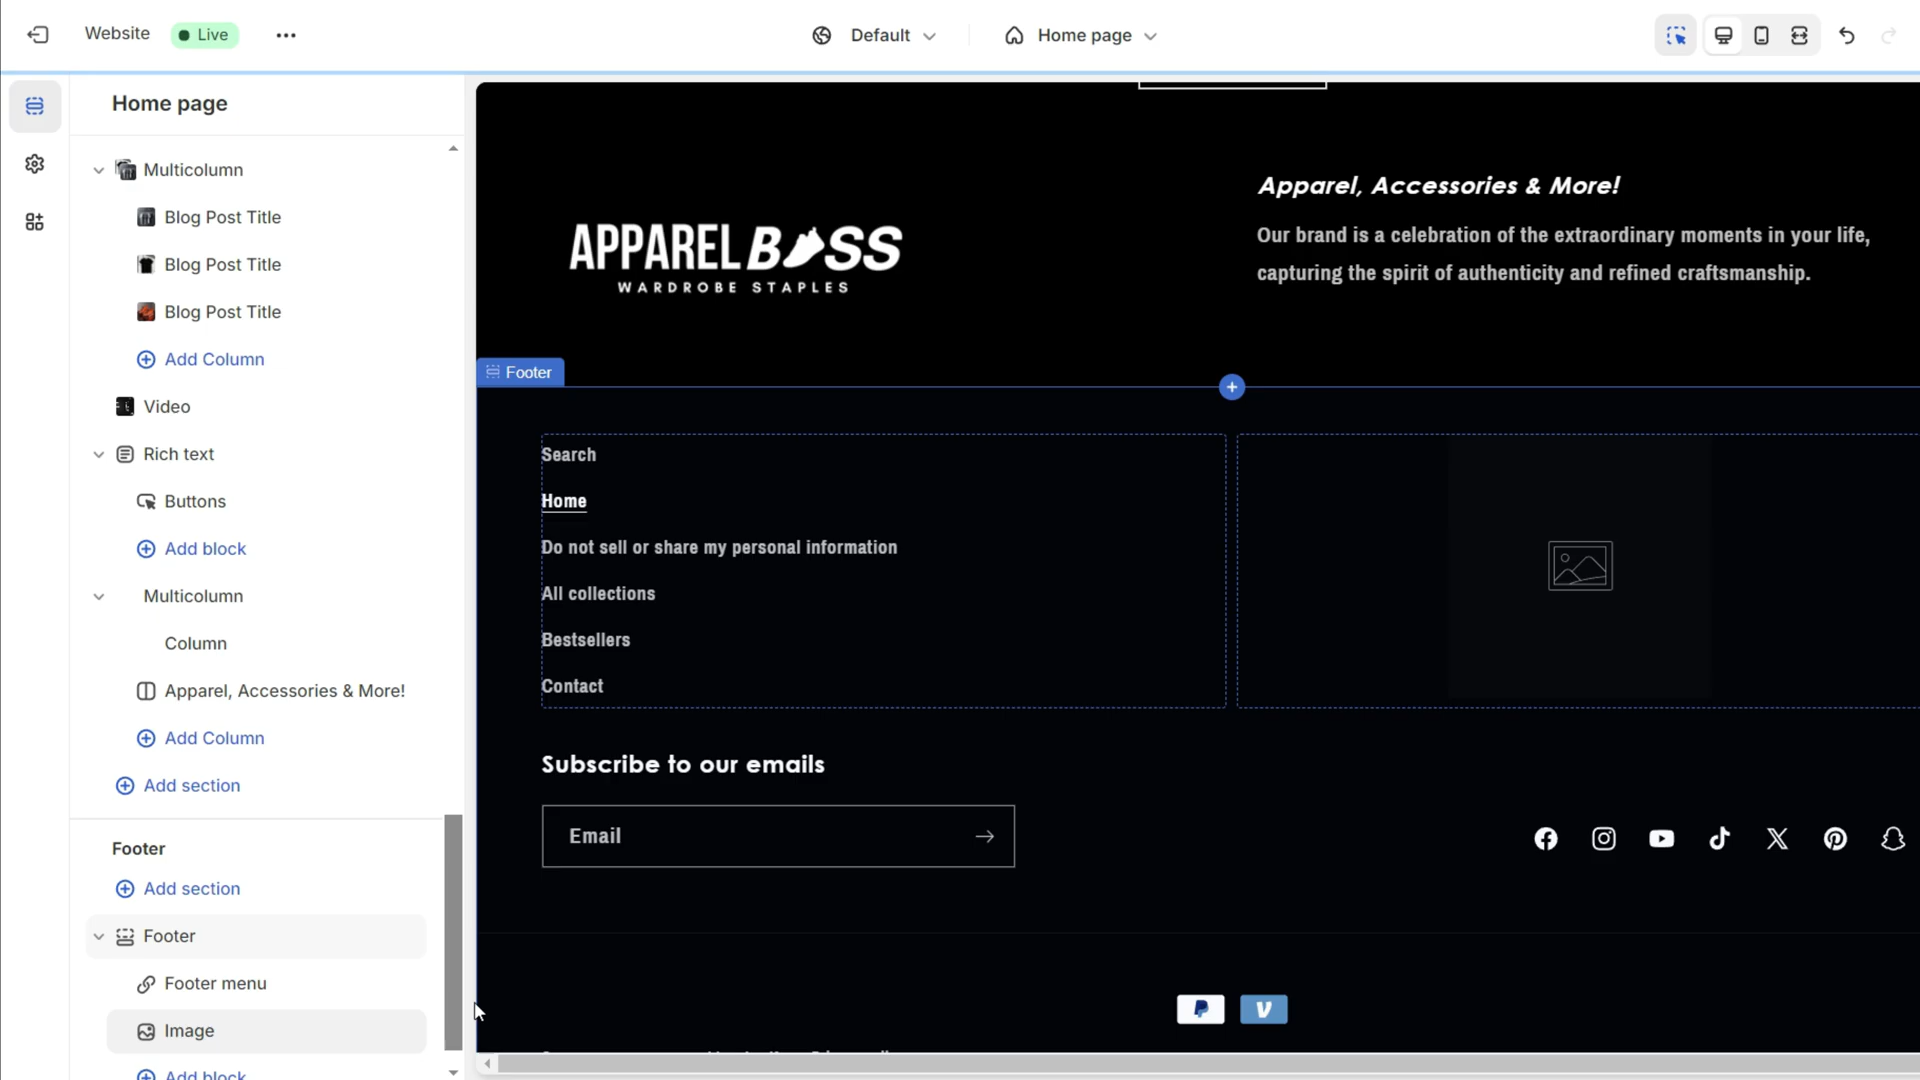 Website
Live
Default
Home page
Home page
Multicolumn
Blog Post Title
Blog Post Title
Blog Post Title
Add Column
Video
Rich text
Buttons
Add block
Multicolumn
Column
Apparel, Accessories & More!
Add Column
Add section
Footer
Add section
Footer
Footer menu
Image
Add block
APPAREL BOSS
WARDROBE STAPLES
Apparel, Accessories & More!
Our brand is a celebration of the extraordinary moments in your life,
capturing the spirit of authenticity and refined craftsmanship.
Footer
Search
Home
Do not sell or share my personal information
All collections
Bestsellers
Contact
Subscribe to our emails
Email